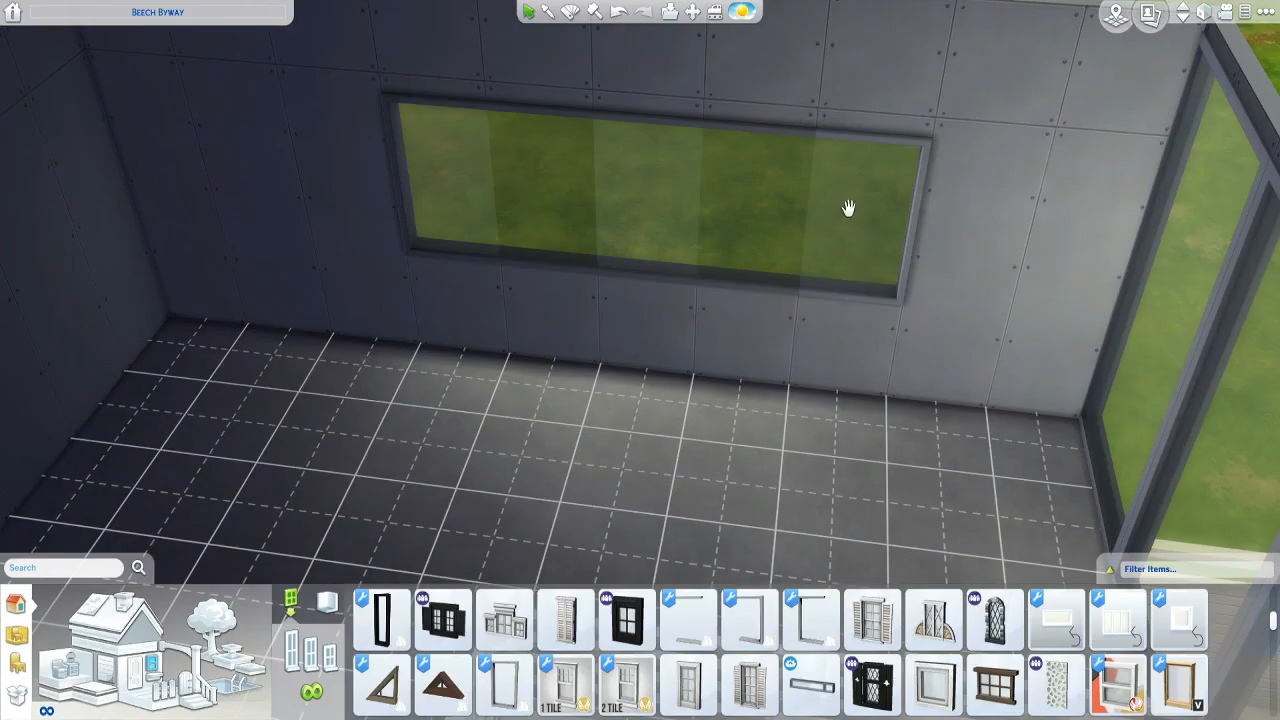 Beech Byway
Search
Filter Items...
1 TILE
2 TILE
V